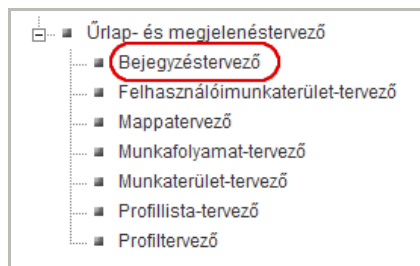 Űrlap- és megjelenéstervező
Bejegyzéstervező
Felhasználóimunkaterület-tervező
Mappatervező
Munkafolyamat-tervező
Munkaterület-tervező
Profillista-tervező
Profiltervező